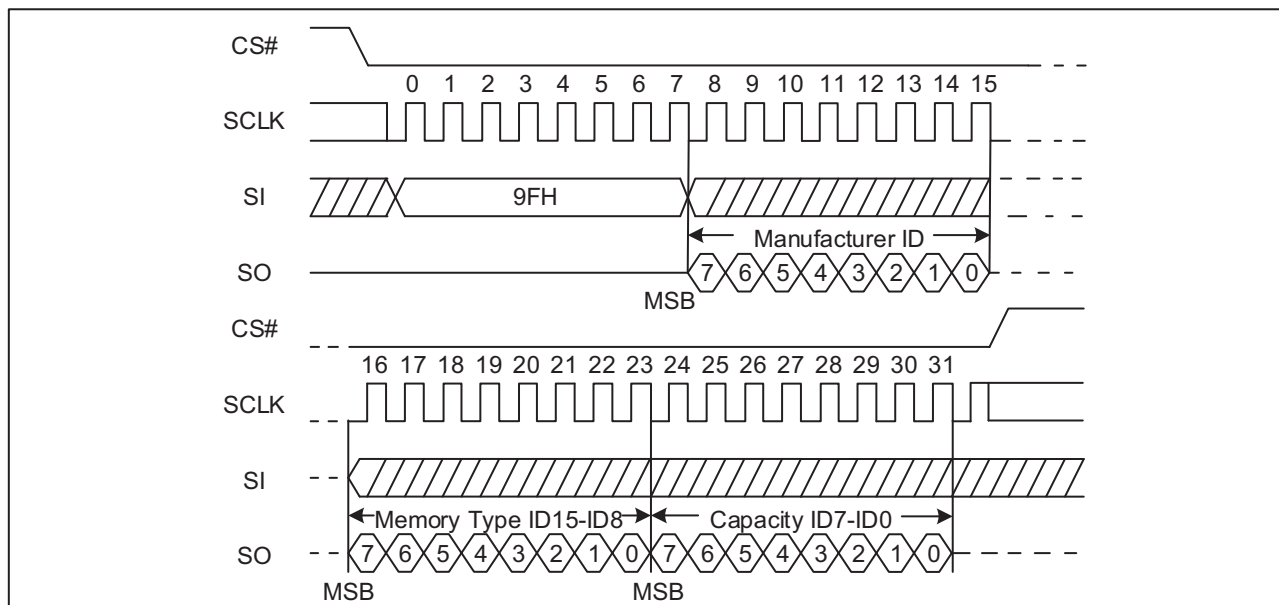 CS#
0 1 2 3 4 5 6 7 8 9 10 11 12 13 14 15
SCLK
SI
9FH
Manufacturer ID
SO
7 6 5 4 3 2 1 0
MSB
CS#
16 17 18 19 20 21 22 23 24 25 26 27 28 29 30 31
SCLK
SI
Memory Type ID15-ID8 Capacity ID7-ID0
SO
7 6 5 4 3 2 1 0 7 6 5 4 3 2 1 0
MSB MSB